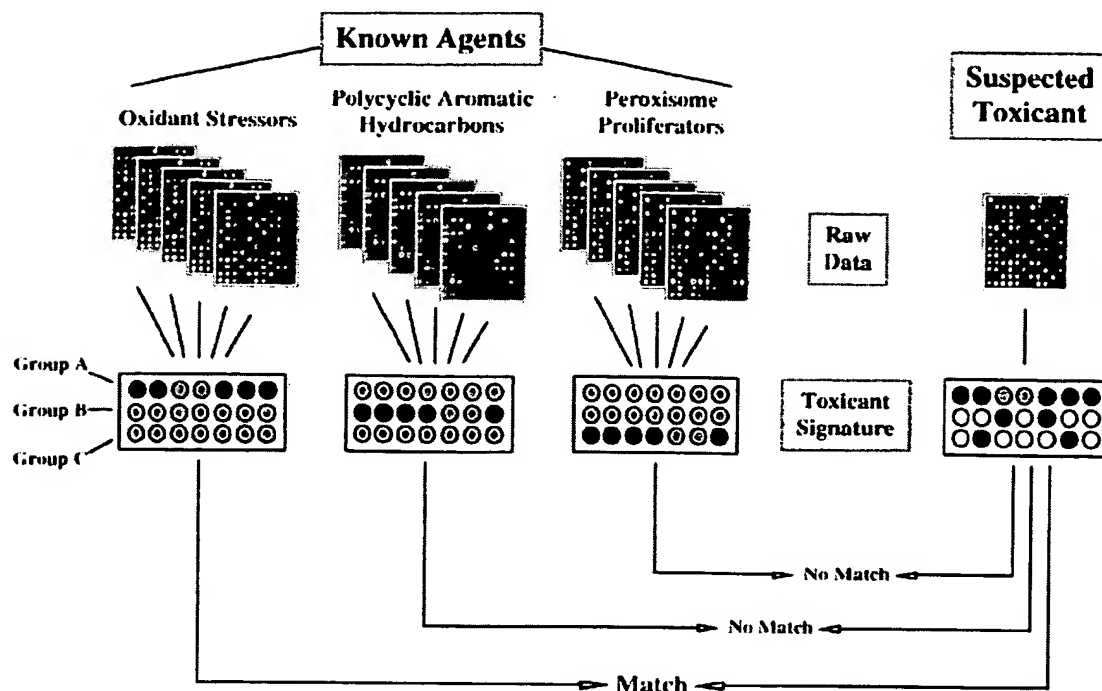 Known Agents
Suspected
Toxicant
Oxidant Stressors
Polycyclic Aromatic
Hydrocarbons
Peroxisome
Proliferators
Raw
Data
Group A
Group B
Group C
Toxicant
Signature
No Match
No Match
Match